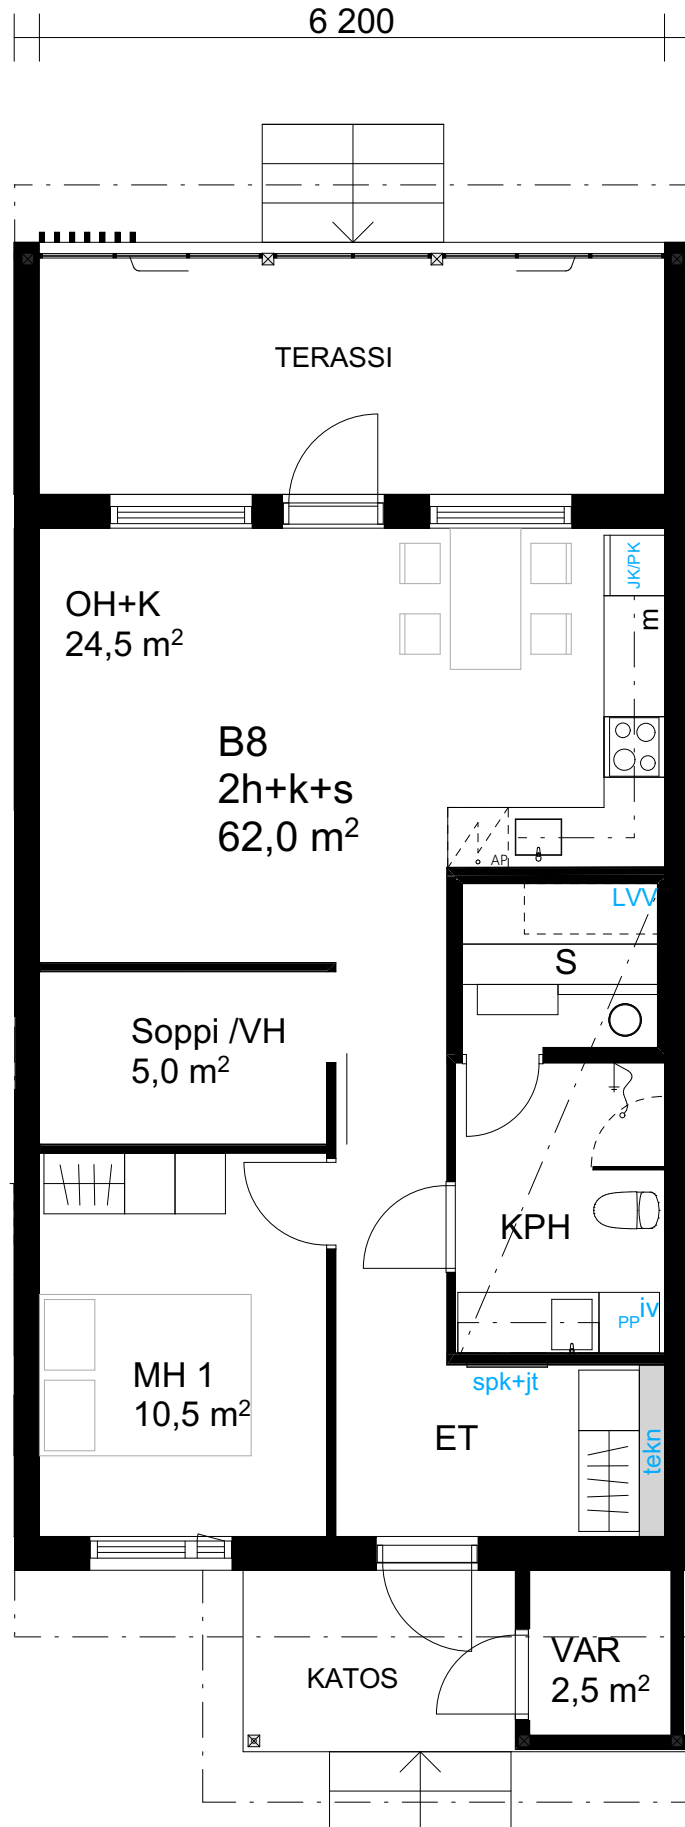 6 200
TERASSI
JK/PK
OH+K
24,5 m²
m
B8
2h+k+s
62,0 m²
AP
LVV
S
Soppi /VH
5,0 m²
KPH
iv
PP
MH 1
10,5 m²
spk+jt
ET
tekn
VAR
2,5 m²
KATOS